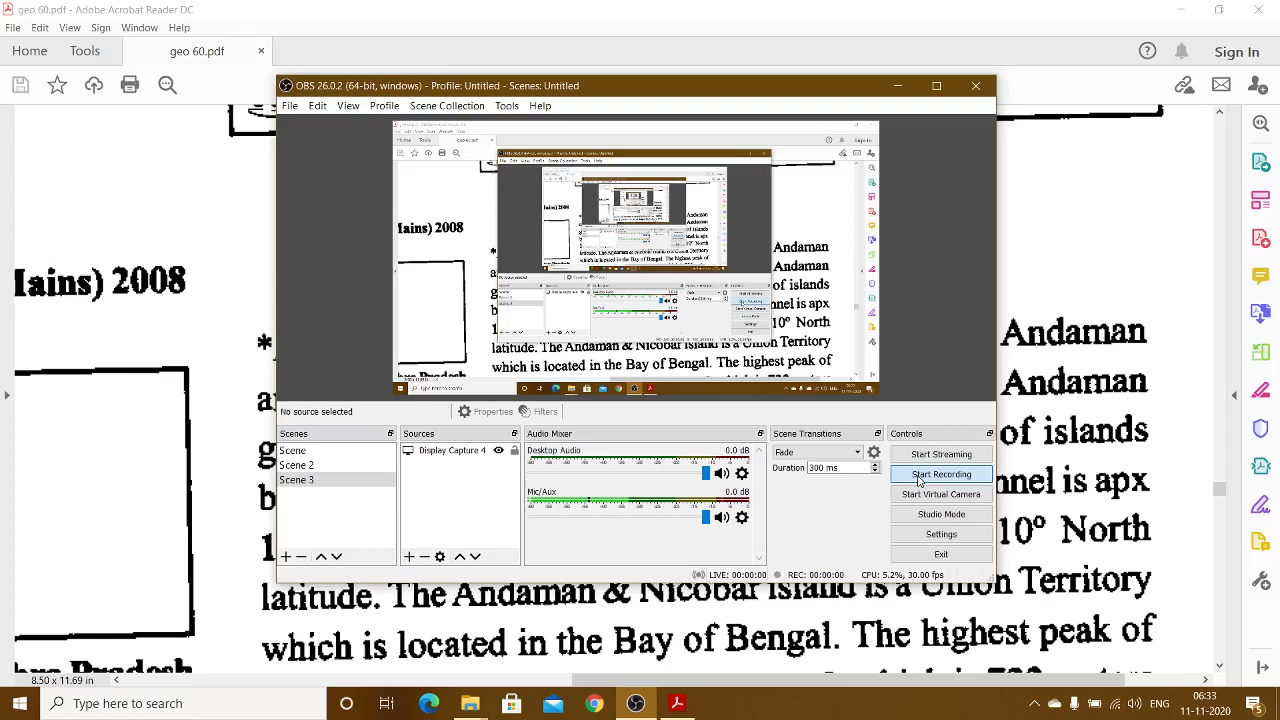 geo 60.pdf - Adobe Acrobat Reader DC
File Edit View Sign Window Help
Home Tools geo 60.pdf × Sign In
OBS 26.0.2 (64-bit, windows) - Profile: Untitled - Scenes: Untitled
File Edit View Profile Scene Collection Tools Help
No source selected Properties Filters
Scenes
Scene
Scene 2
Scene 3
Sources
Display Capture 4
Audio Mixer
Desktop Audio 0.0 dB
Mic/Aux 0.0 dB
Scene Transitions
Fade
Duration 300 ms
Controls
Start Streaming
Start Recording
Start Virtual Camera
Studio Mode
Settings
Exit
LIVE: 00:00:00 REC: 00:00:00 CPU: 5.2%, 30.00 fps
Mains) 2008
Andaman
Andaman
of islands
nnel is apx
10° North
latitude. The Andaman & Nicobar island is a Union Territory
which is located in the Bay of Bengal. The highest peak of
8.50 x 11.69 in
Type here to search
ENG
06:33
11-11-2020
5